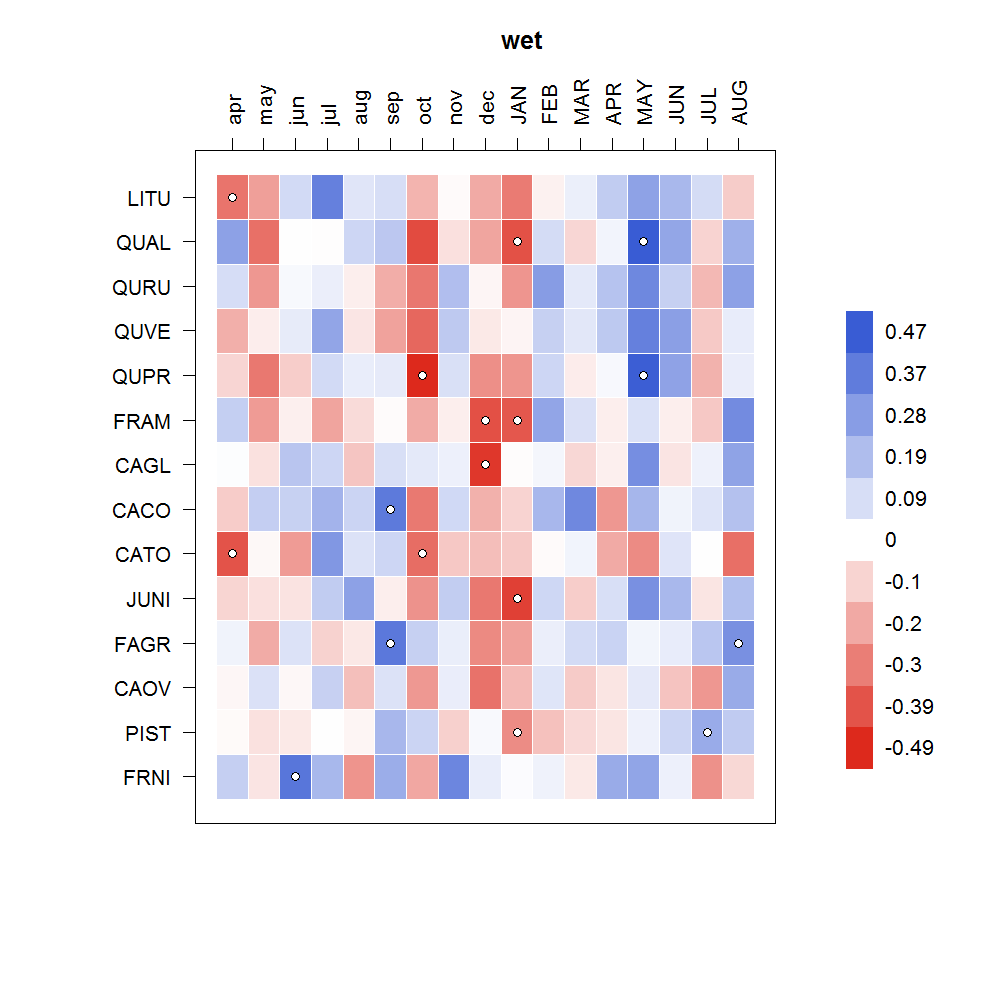 wet
apr may jun jul aug sep oct nov dec JAN FEB MAR APR MAY JUN JUL AUG
LITU
QUAL
QURU
QUVE
QUPR
FRAM
CAGL
CACO
CATO
JUNI
FAGR
CAOV
PIST
FRNI
0.47
0.37
0.28
0.19
0.09
0
-0.1
-0.2
-0.3
-0.39
-0.49